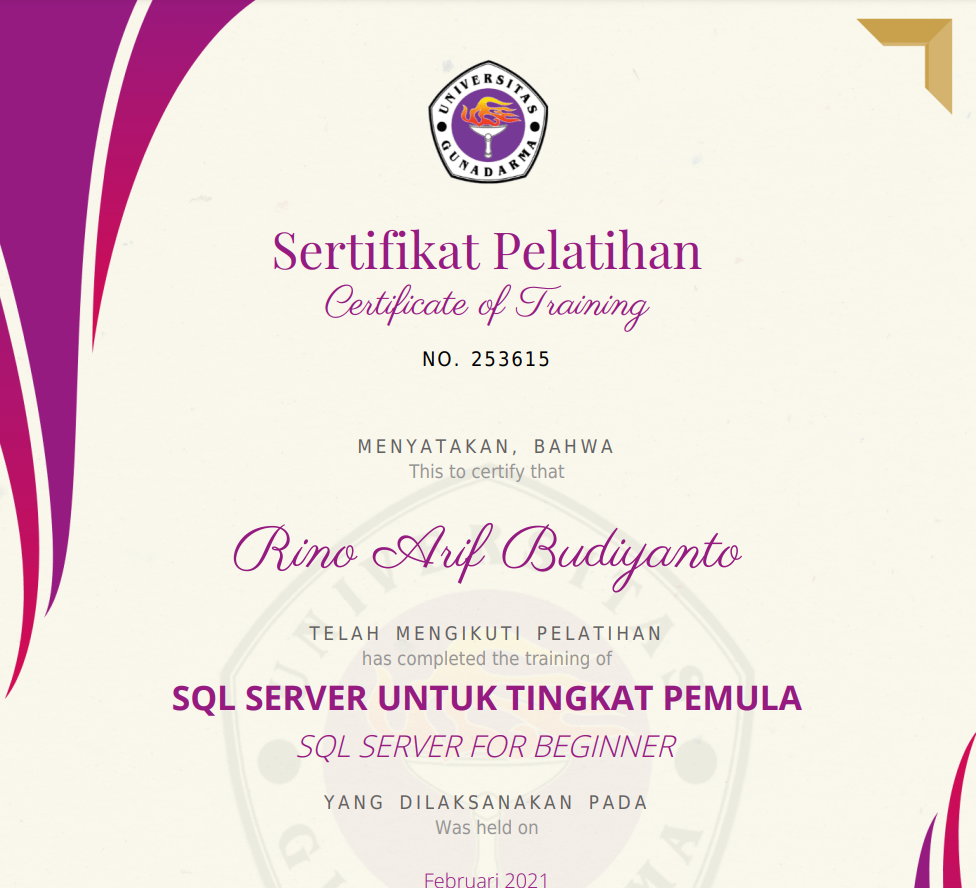 UNIVERSITAS
GUNADARMA
Sertifikat Pelatihan
Certificate of Training
NO. 253615
MENYATAKAN, BAHWA
This to certify that
Rino Arif Budiyanto
TELAH MENGIKUTI PELATIHAN
has completed the training of
SQL SERVER UNTUK TINGKAT PEMULA
SQL SERVER FOR BEGINNER
YANG DILAKSANAKAN PADA
Was held on
Februari 2021